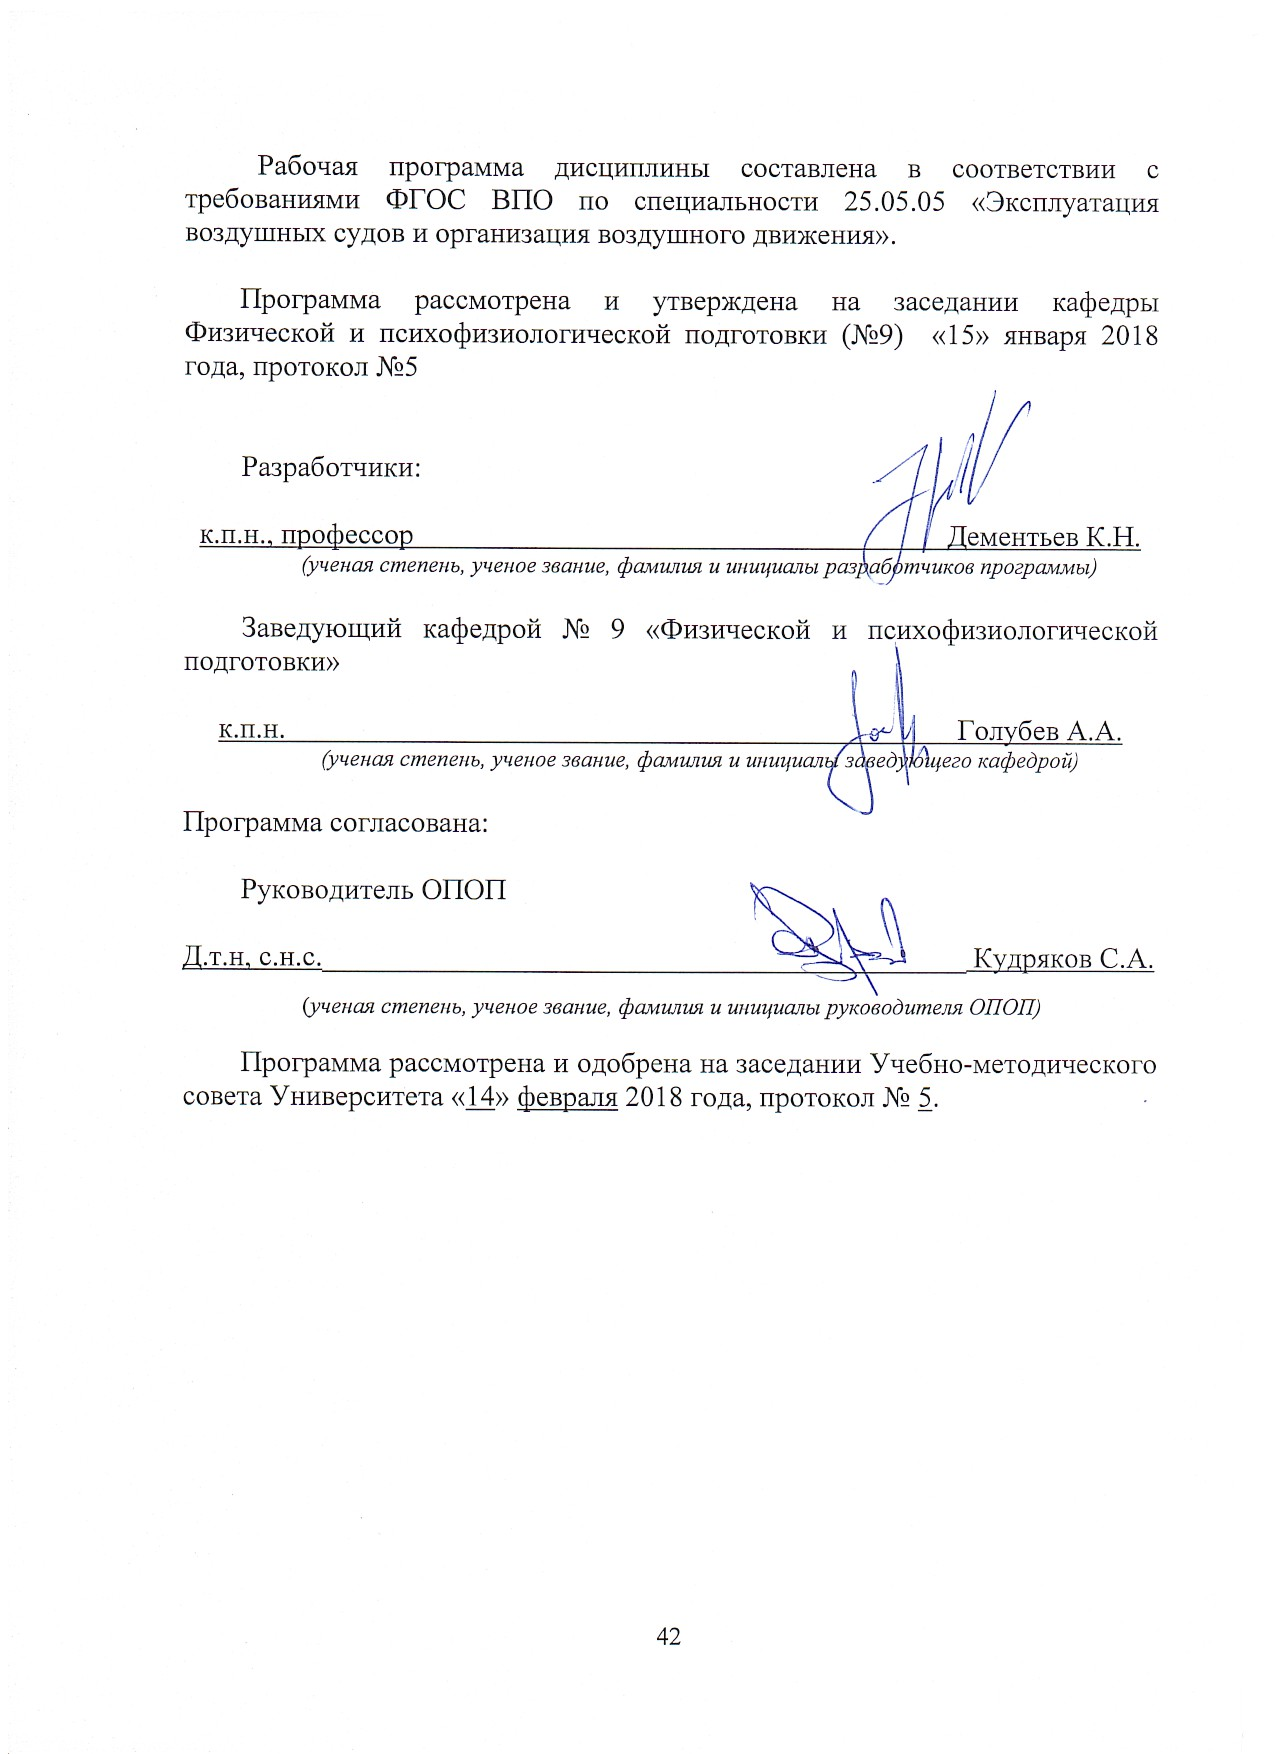 Рабочая программа дисциплины составлена в соответствии с
требованиями ФГОС ВПО по специальности 25.05.05 «Эксплуатация
воздушных судов и организация воздушного движения».
Программа рассмотрена и утверждена на заседании кафедры
Физической и психофизиологической подготовки (№9) «15» января 2018
года, протокол №5
Разработчики:
к.п.н., профессор Дементьев К.Н.
(ученая степень, ученое звание, фамилия и инициалы разработчиков программы)
Заведующий кафедрой № 9 «Физической и психофизиологической
подготовки»
к.п.н. Голубев А.А.
(ученая степень, ученое звание, фамилия и инициалы заведующего кафедрой)
Программа согласована:
Руководитель ОПОП
Д.т.н, с.н.с. Кудряков С.А.
(ученая степень, ученое звание, фамилия и инициалы руководителя ОПОП)
Программа рассмотрена и одобрена на заседании Учебно-методического
совета Университета «14» февраля 2018 года, протокол № 5.
42